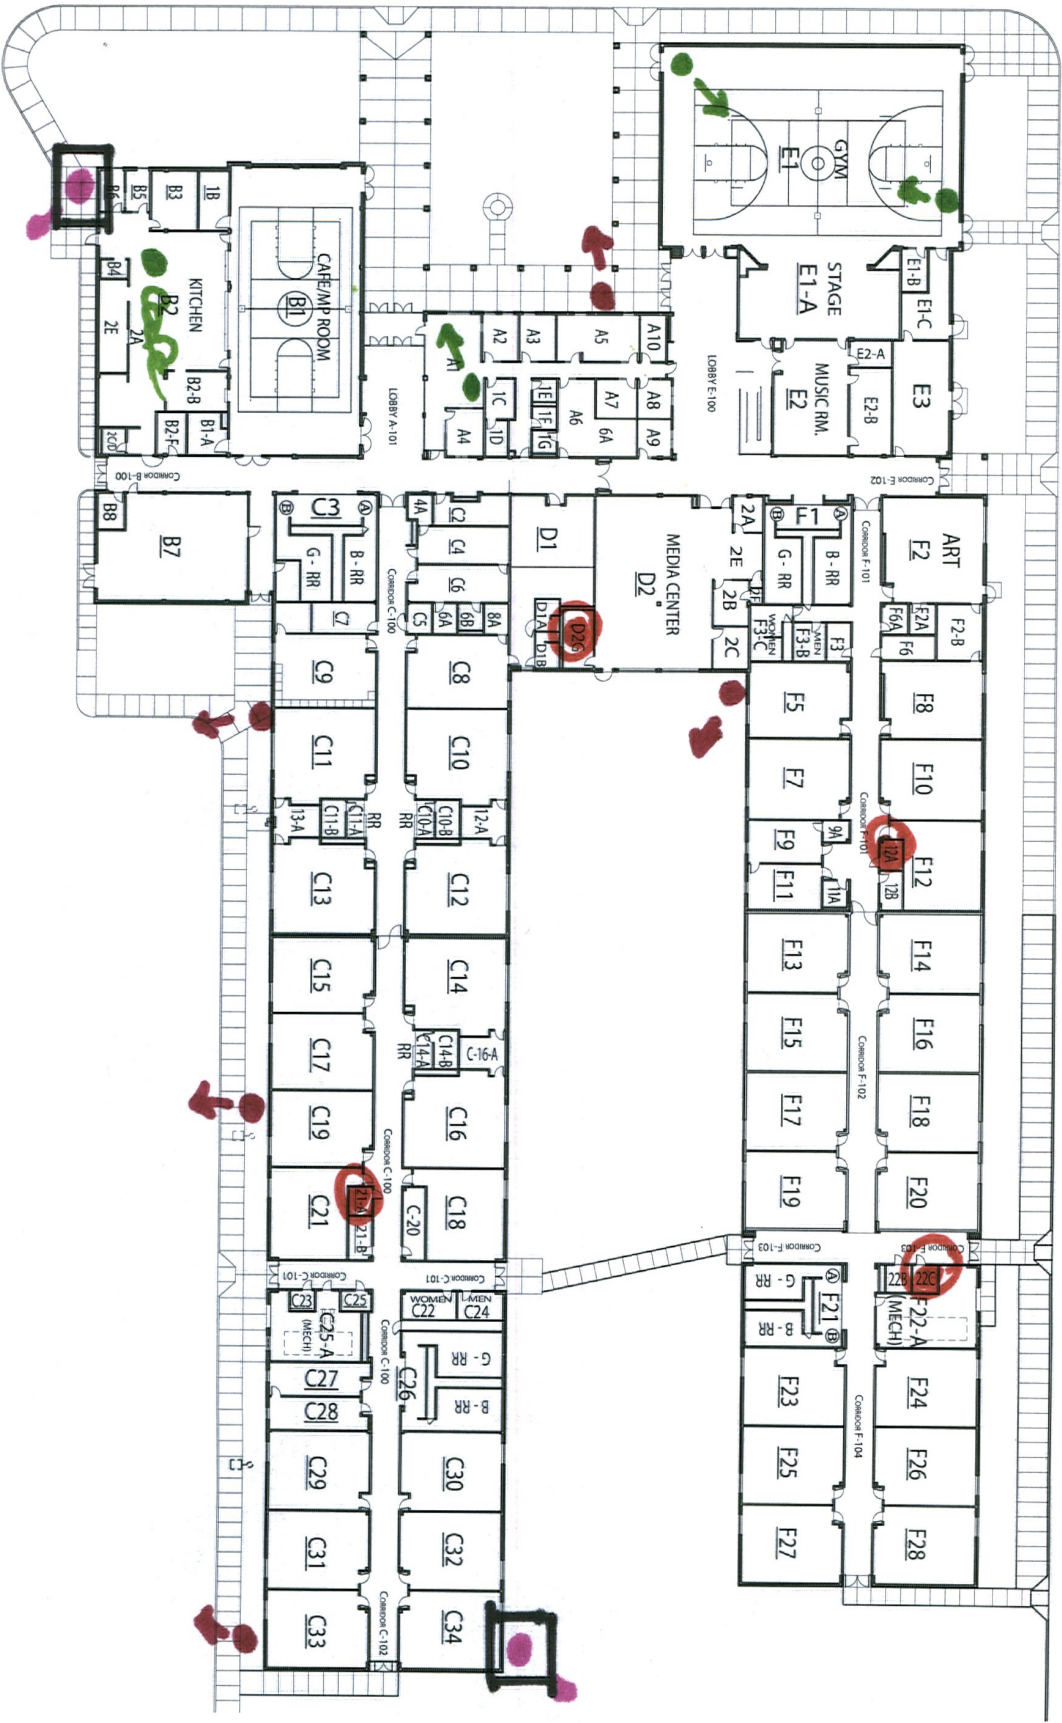 GYM
E1
STAGE
E1-A
E1-B
E1-C
MUSIC RM.
E2
E2-A
E2-B
E3
LOBBY E-100
CORRIDOR E-102
KITCHEN
B2
2A
2E
B4
B6
B5
B3
1B
B2-B
B2-F
B1-A
2C/D
CAFE/MP ROOM
B1
LOBBY A-101
CORRIDOR B-100
B7
B8
A1
A2
A3
A5
A10
1C
1D
1E
1F
1G
A4
A6
6A
A7
A8
A9
D1
D1A
D1B
MEDIA CENTER
D2
D2G
2A
2E
2F
2B
2C
C3
A
B
G - RR
B - RR
4A
C2
C4
C6
C5
6A
6B
8A
C7
CORRIDOR C-100
C9
C8
C11
C10
13-A
C11-B
C11-A
RR
RR
C10-A
C10-B
12-A
C13
C12
C15
C14
C17
RR
C14-A
C14-B
C-16-A
C19
C16
CORRIDOR C-100
C21
21-A
21-B
C-20
C18
CORRIDOR C-101
CORRIDOR C-101
C23
C25
C25-A
(MECH)
WOMEN
C22
MEN
C24
CORRIDOR C-100
C26
G - RR
B - RR
C27
C28
C29
C30
C31
C32
C33
C34
CORRIDOR C-102
F1
A
B
G - RR
B - RR
CORRIDOR F-101
ART
F2
F6A
F2A
F2-B
F6
WOMEN
F3-C
MEN
F3-B
F3
F5
F8
F7
F10
CORRIDOR F-101
F9
9A
F11
11A
12A
12B
F12
F13
F14
F15
F16
CORRIDOR F-102
F17
F18
F19
F20
CORRIDOR F-103
CORRIDOR F-103
G - RR
B - RR
F21
A
B
22B
22C
F22-A
(MECH)
F23
F24
CORRIDOR F-104
F25
F26
F27
F28